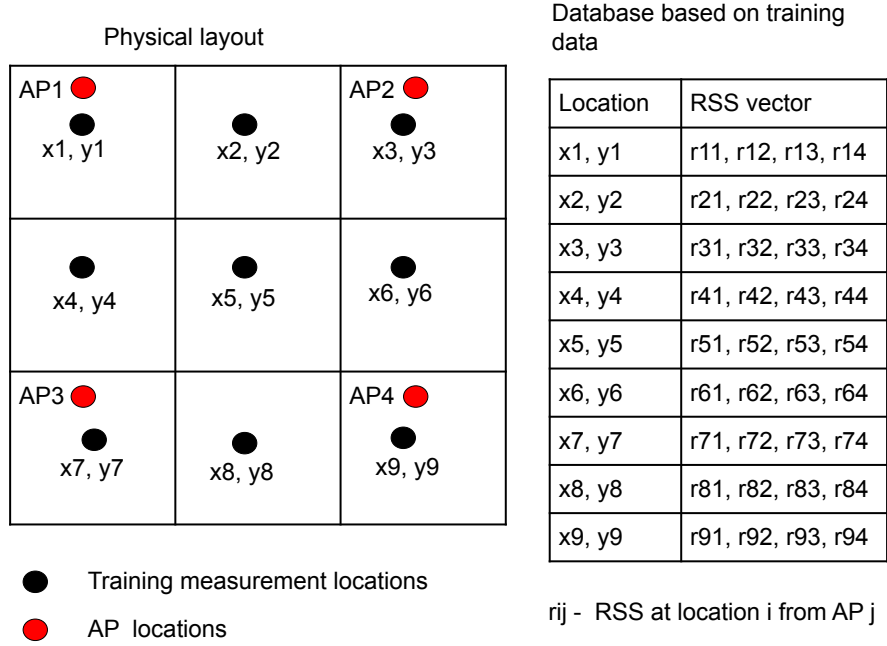 Physical layout
AP1
AP2
x1, y1
x2, y2
x3, y3
x4, y4
x5, y5
x6, y6
AP3
AP4
x7, y7
x8, y8
x9, y9
Training measurement locations
AP locations
Database based on training
data
Location RSS vector
x1, y1 r11, r12, r13, r14
x2, y2 r21, r22, r23, r24
x3, y3 r31, r32, r33, r34
x4, y4 r41, r42, r43, r44
x5, y5 r51, r52, r53, r54
x6, y6 r61, r62, r63, r64
x7, y7 r71, r72, r73, r74
x8, y8 r81, r82, r83, r84
x9, y9 r91, r92, r93, r94
rij - RSS at location i from AP j